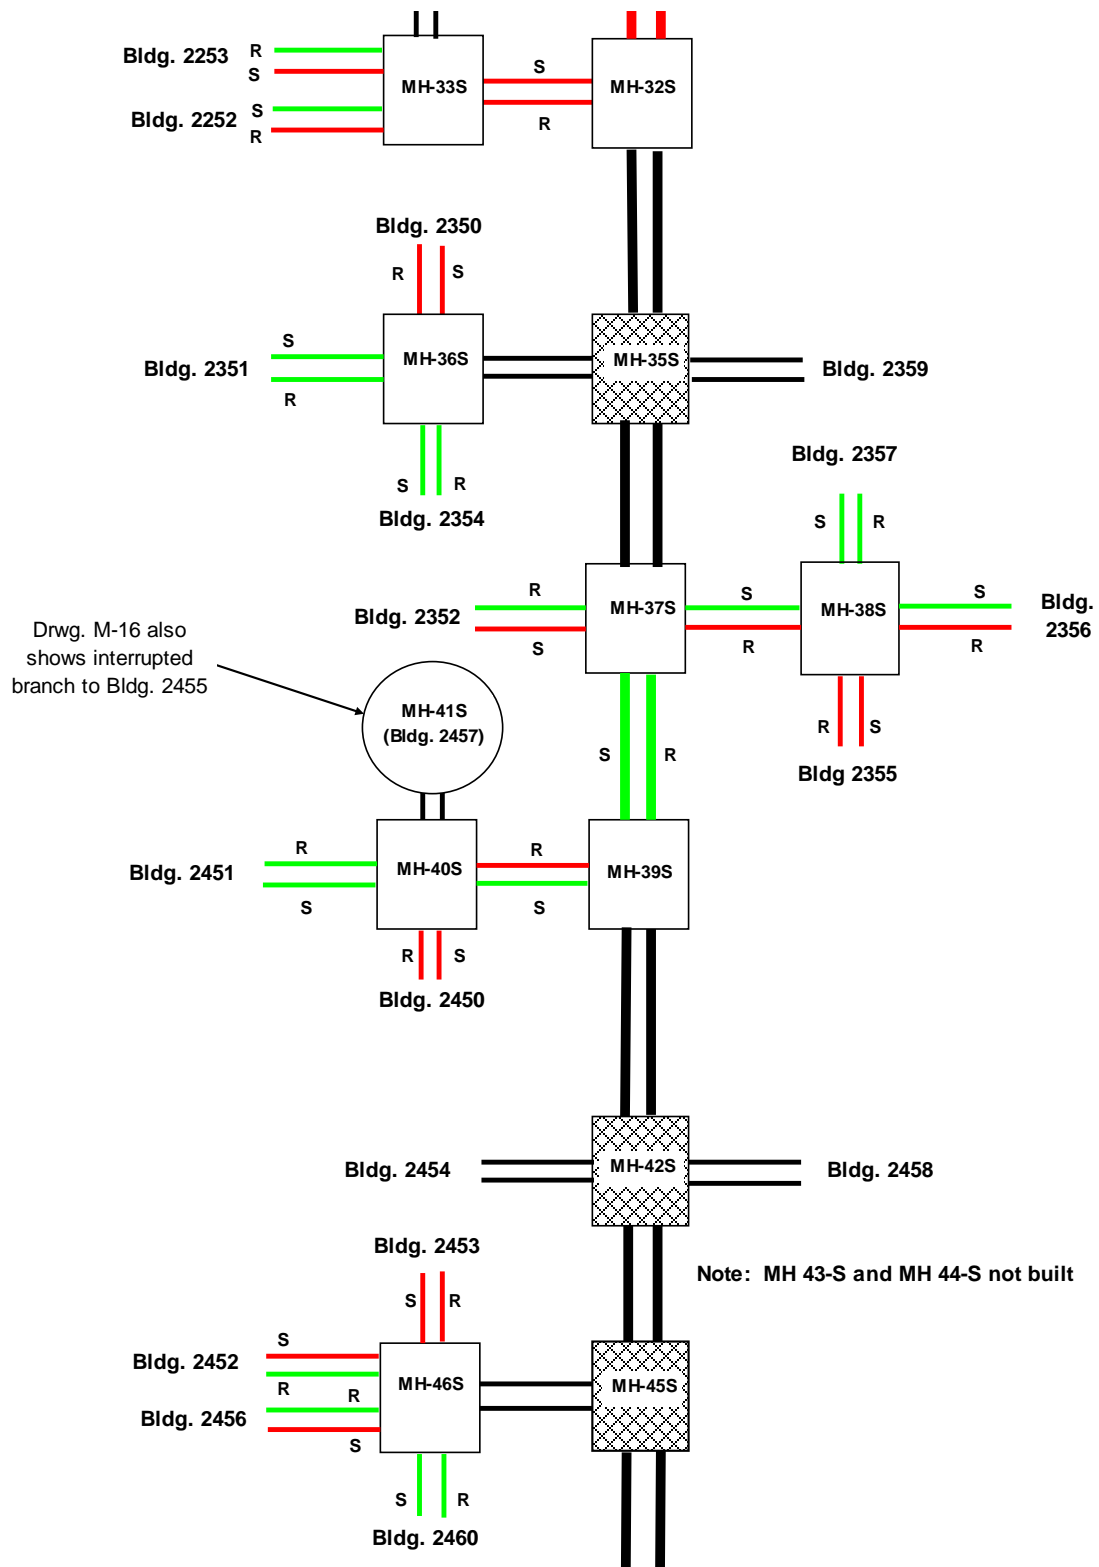 Bldg. 2253
R
S
S
Bldg. 2252
R
MH-33S
S
R
MH-32S
Bldg. 2350
R
S
S
Bldg. 2351
R
MH-36S
MH-35S
Bldg. 2359
S
R
Bldg. 2354
Bldg. 2357
S
R
R
Bldg. 2352
S
MH-37S
S
R
MH-38S
S
R
Bldg.
2356
R
S
Bldg 2355
Drwg. M-16 also
shows interrupted
branch to Bldg. 2455
MH-41S
(Bldg. 2457)
S
R
R
Bldg. 2451
S
MH-40S
R
S
MH-39S
R
S
Bldg. 2450
Bldg. 2454
MH-42S
Bldg. 2458
Bldg. 2453
S
R
Note: MH 43-S and MH 44-S not built
S
Bldg. 2452
R
R
Bldg. 2456
S
MH-46S
MH-45S
S
R
Bldg. 2460